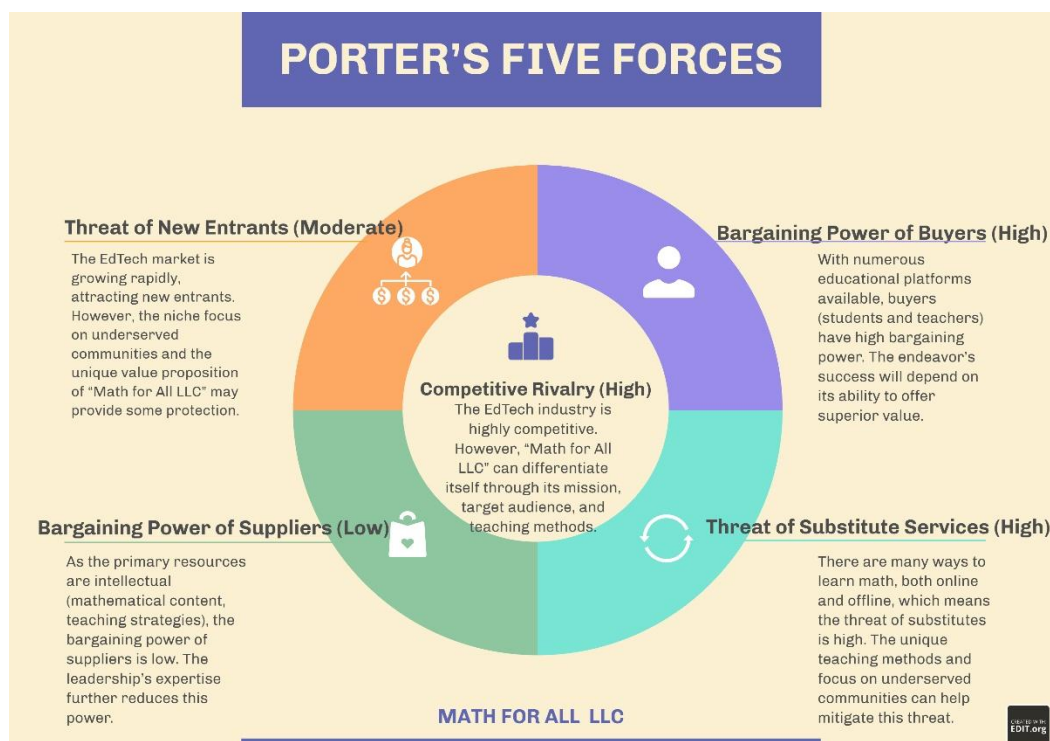 PORTER’S FIVE FORCES
Threat of New Entrants (Moderate)
The EdTech market is
growing rapidly,
attracting new entrants.
However, the niche focus
on underserved
communities and the
unique value proposition
of “Math for All LLC” may
provide some protection.
Bargaining Power of Buyers (High)
With numerous
educational platforms
available, buyers
(students and teachers)
have high bargaining
power. The endeavor’s
success will depend on
its ability to offer
superior value.
Competitive Rivalry (High)
The EdTech industry is
highly competitive.
However, “Math for All
LLC” can differentiate
itself through its mission,
target audience, and
teaching methods.
Bargaining Power of Suppliers (Low)
As the primary resources
are intellectual
(mathematical content,
teaching strategies), the
bargaining power of
suppliers is low. The
leadership’s expertise
further reduces this
power.
Threat of Substitute Services (High)
There are many ways to
learn math, both online
and offline, which means
the threat of substitutes
is high. The unique
teaching methods and
focus on underserved
communities can help
mitigate this threat.
MATH FOR ALL LLC
CREATED WITH
EDIT.org